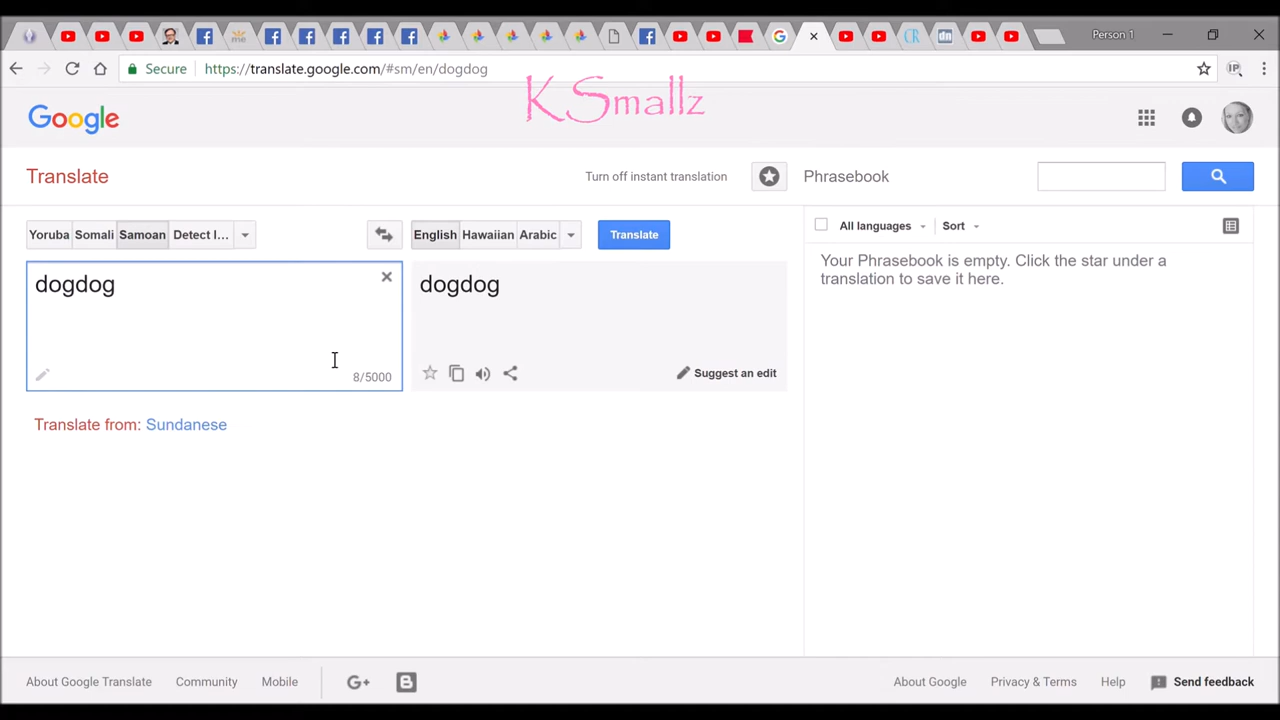 Person 1
Secure
https://translate.google.com/#sm/en/dogdog
K Smallz
Google
Translate
Turn off instant translation
Phrasebook
Yoruba Somali Samoan Detect l...
English Hawaiian Arabic
Translate
All languages
Sort
dogdog
dogdog
Your Phrasebook is empty. Click the star under a
translation to save it here.
8/5000
Suggest an edit
Translate from: Sundanese
About Google Translate
Community
Mobile
G+
About Google
Privacy & Terms
Help
Send feedback